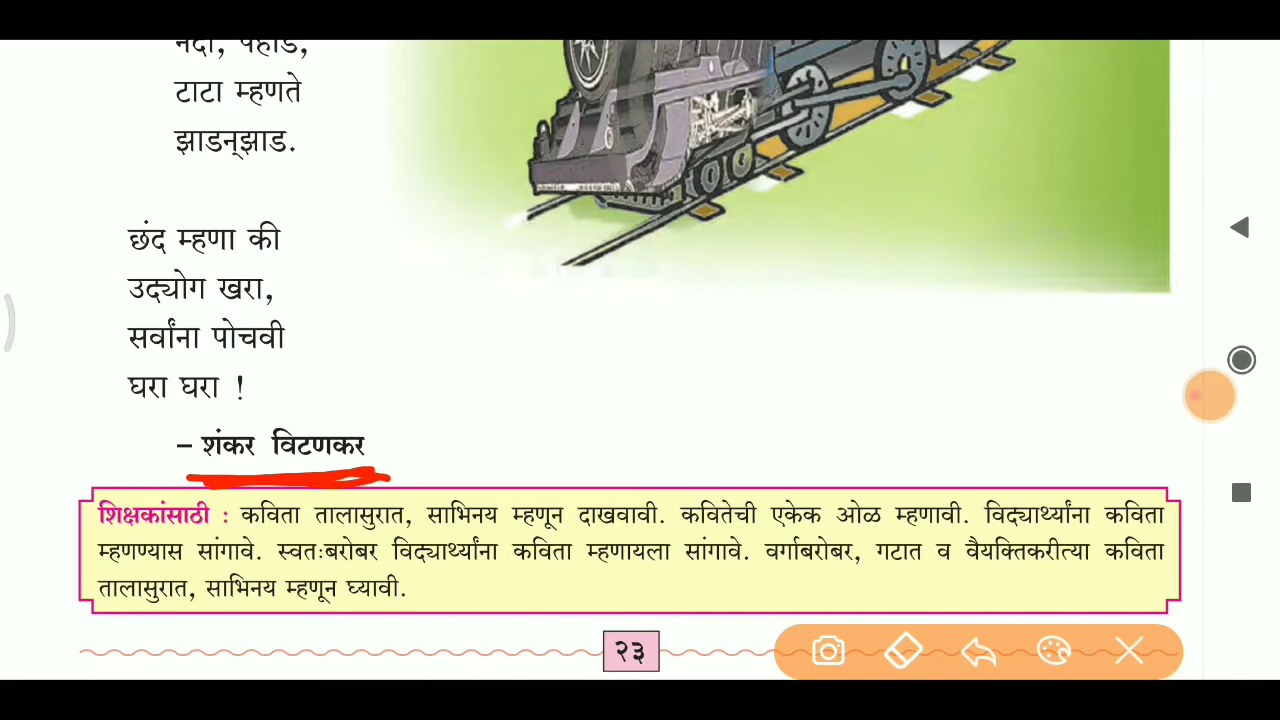 नदी, पहाड,
टाटा म्हणते
झाडन्‌झाड.
छंद म्हणा की
उद्योग खरा,
सर्वांना पोचवी
घरा घरा !
– शंकर विटणकर
शिक्षकांसाठी : कविता तालासुरात, साभिनय म्हणून दाखवावी. कवितेची एकेक ओळ म्हणावी. विद्यार्थ्यांना कविता
म्हणण्यास सांगावे. स्वतःबरोबर विद्यार्थ्यांना कविता म्हणायला सांगावे. वर्गाबरोबर, गटात व वैयक्तिकरीत्या कविता
तालासुरात, साभिनय म्हणून घ्यावी.
२३